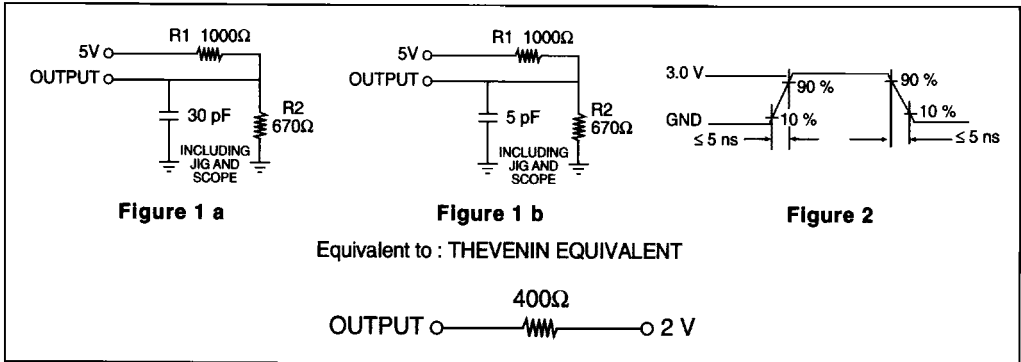 R1 1000Ω
5V
OUTPUT
30 pF
R2
670Ω
INCLUDING
JIG AND
SCOPE
Figure 1 a
R1 1000Ω
5V
OUTPUT
5 pF
R2
670Ω
INCLUDING
JIG AND
SCOPE
Figure 1 b
3.0 V
90 %
90 %
GND
10 %
10 %
≤ 5 ns
≤ 5 ns
Figure 2
Equivalent to : THEVENIN EQUIVALENT
400Ω
OUTPUT
2 V